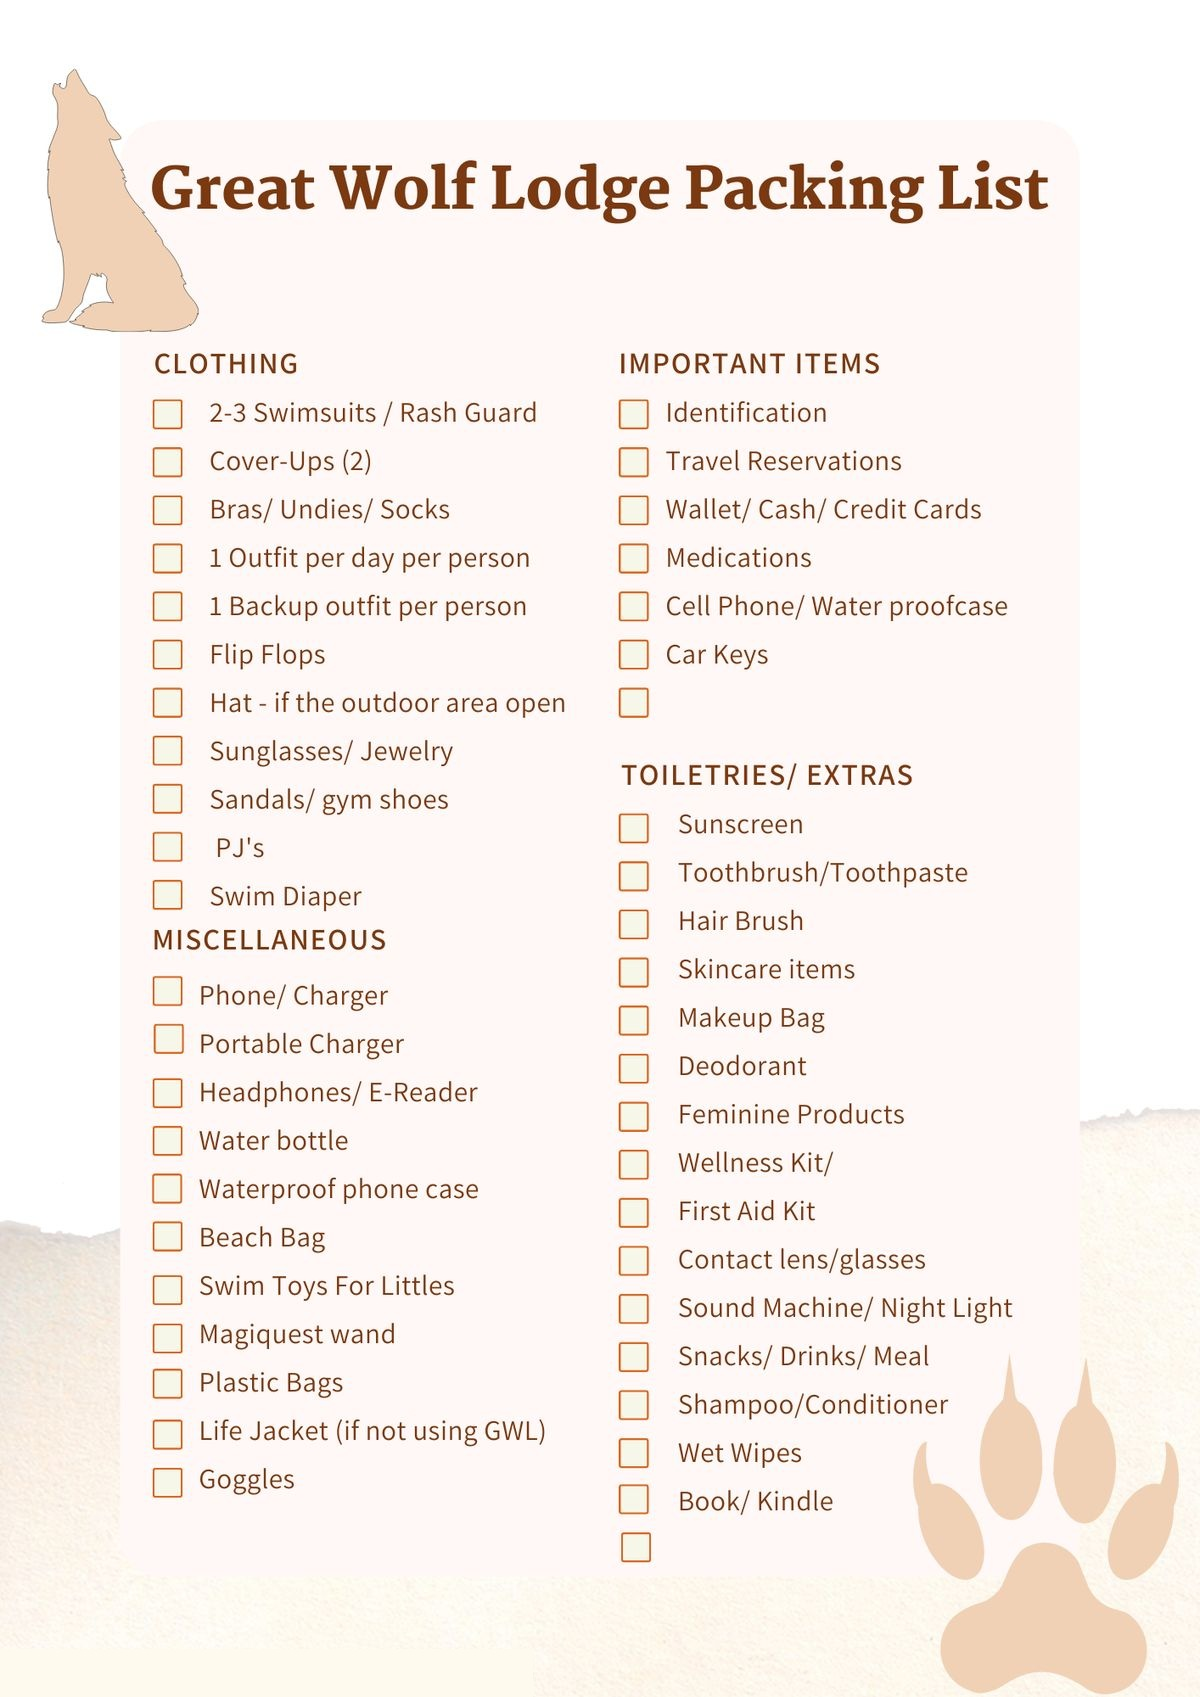 Great Wolf Lodge Packing List
CLOTHING
2-3 Swimsuits / Rash Guard
Cover-Ups (2)
Bras/ Undies/ Socks
1 Outfit per day per person
1 Backup outfit per person
Flip Flops
Hat - if the outdoor area open
Sunglasses/ Jewelry
Sandals/ gym shoes
PJ's
Swim Diaper
MISCELLANEOUS
Phone/ Charger
Portable Charger
Headphones/ E-Reader
Water bottle
Waterproof phone case
Beach Bag
Swim Toys For Littles
Magiquest wand
Plastic Bags
Life Jacket (if not using GWL)
Goggles
IMPORTANT ITEMS
Identification
Travel Reservations
Wallet/ Cash/ Credit Cards
Medications
Cell Phone/ Water proofcase
Car Keys
TOILETRIES/ EXTRAS
Sunscreen
Toothbrush/Toothpaste
Hair Brush
Skincare items
Makeup Bag
Deodorant
Feminine Products
Wellness Kit/
First Aid Kit
Contact lens/glasses
Sound Machine/ Night Light
Snacks/ Drinks/ Meal
Shampoo/Conditioner
Wet Wipes
Book/ Kindle